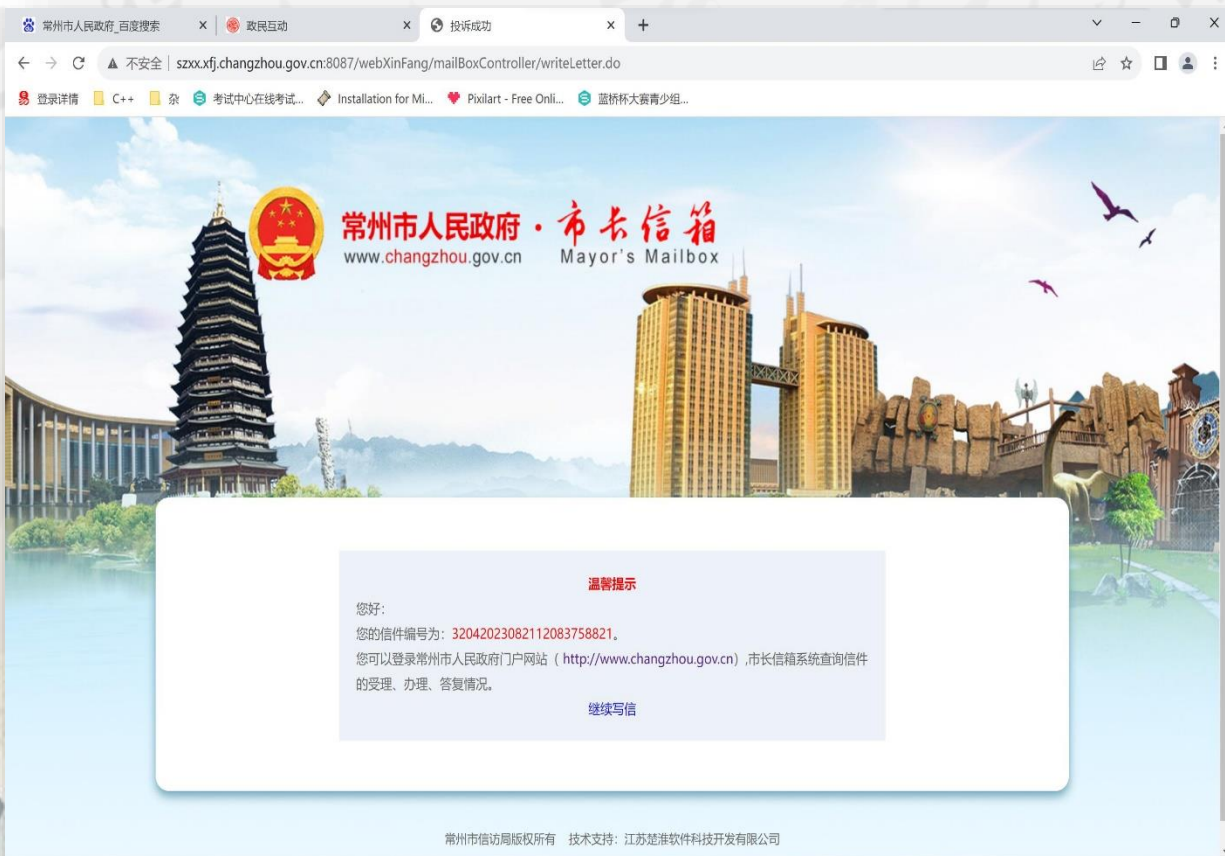 常州市人民政府_百度搜索
政民互动
投诉成功
不安全 szxx.xfj.changzhou.gov.cn:8087/webXinFang/mailBoxController/writeLetter.do
登录详情 C++ 杂 考试中心在线考试... Installation for Mi... Pixilart - Free Onli... 蓝桥杯大赛青少组...
常州市人民政府·市长信箱
www.changzhou.gov.cn Mayor's Mailbox
温馨提示
您好：
您的信件编号为：32042023082112083758821。
您可以登录常州市人民政府门户网站（ http://www.changzhou.gov.cn）,市长信箱系统查询信件
的受理、办理、答复情况。
继续写信
常州市信访局版权所有 技术支持：江苏楚淮软件科技开发有限公司